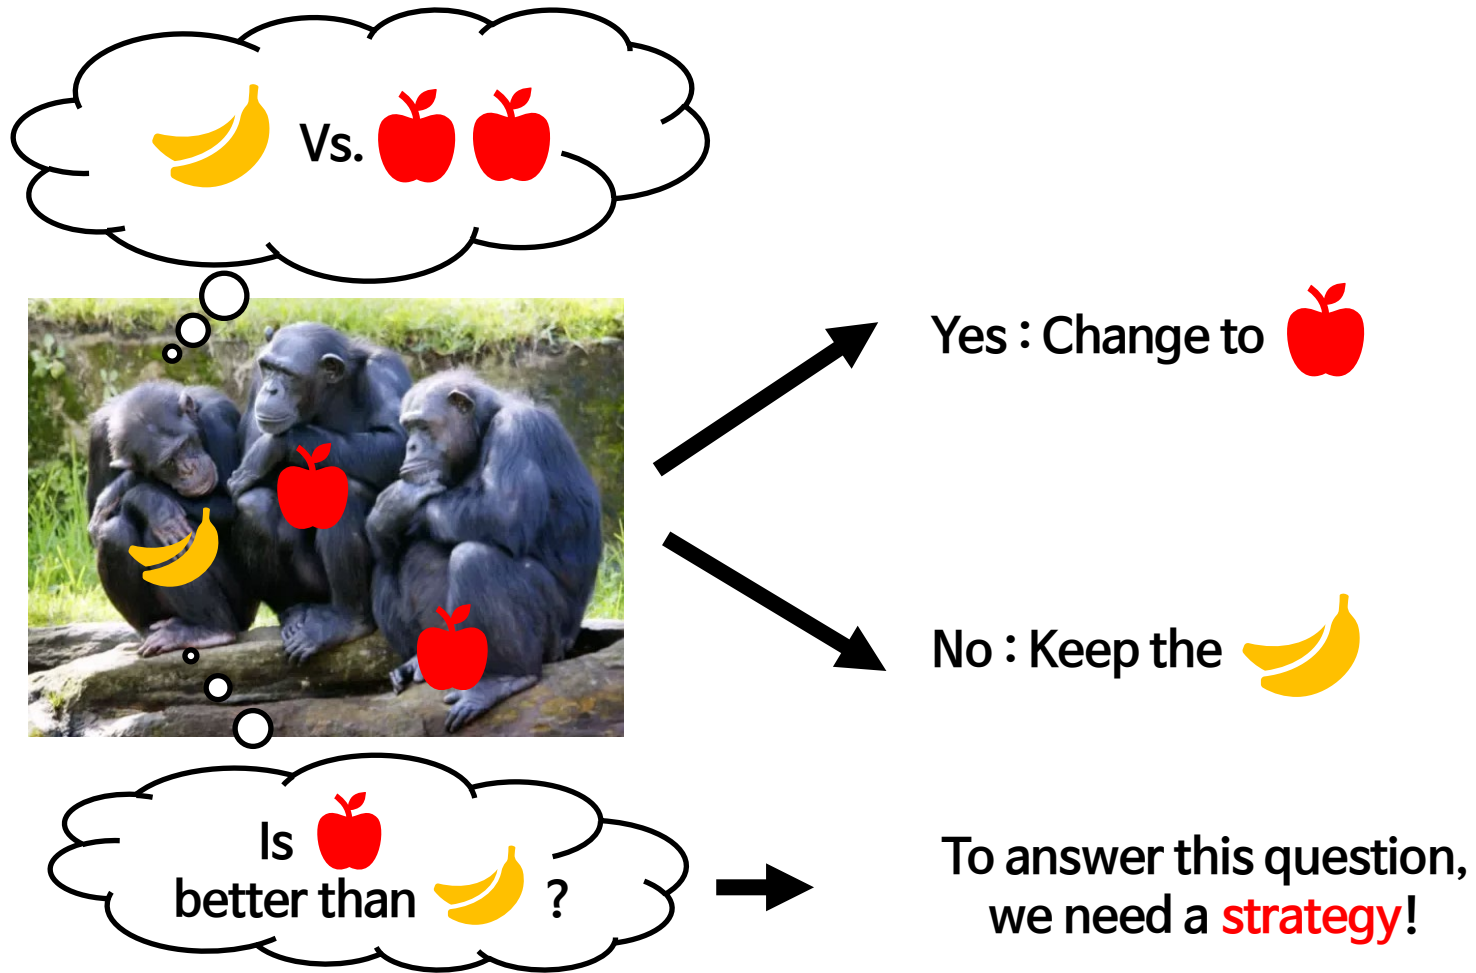 Vs.
Yes : Change to
No : Keep the
Is
better than ?
To answer this question,
we need a strategy!